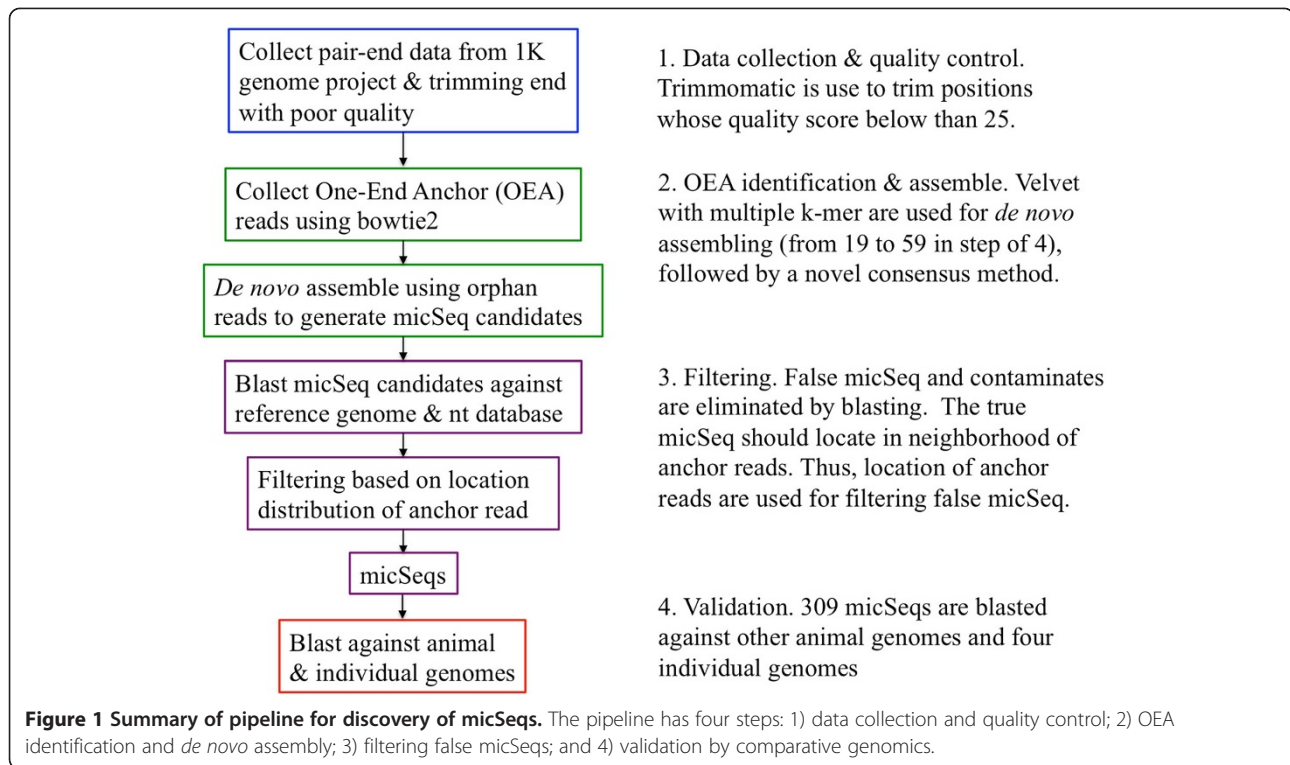 Collect pair-end data from 1K
genome project & trimming end
with poor quality
1. Data collection & quality control.
Trimmomatic is use to trim positions
whose quality score below than 25.
Collect One-End Anchor (OEA)
reads using bowtie2
2. OEA identification & assemble. Velvet
with multiple k-mer are used for de novo
assembling (from 19 to 59 in step of 4),
followed by a novel consensus method.
De novo assemble using orphan
reads to generate micSeq candidates
Blast micSeq candidates against
reference genome & nt database
3. Filtering. False micSeq and contaminates
are eliminated by blasting. The true
micSeq should locate in neighborhood of
anchor reads. Thus, location of anchor
reads are used for filtering false micSeq.
Filtering based on location
distribution of anchor read
micSeqs
4. Validation. 309 micSeqs are blasted
against other animal genomes and four
individual genomes
Blast against animal
& individual genomes
Figure 1 Summary of pipeline for discovery of micSeqs. The pipeline has four steps: 1) data collection and quality control; 2) OEA
identification and de novo assembly; 3) filtering false micSeqs; and 4) validation by comparative genomics.